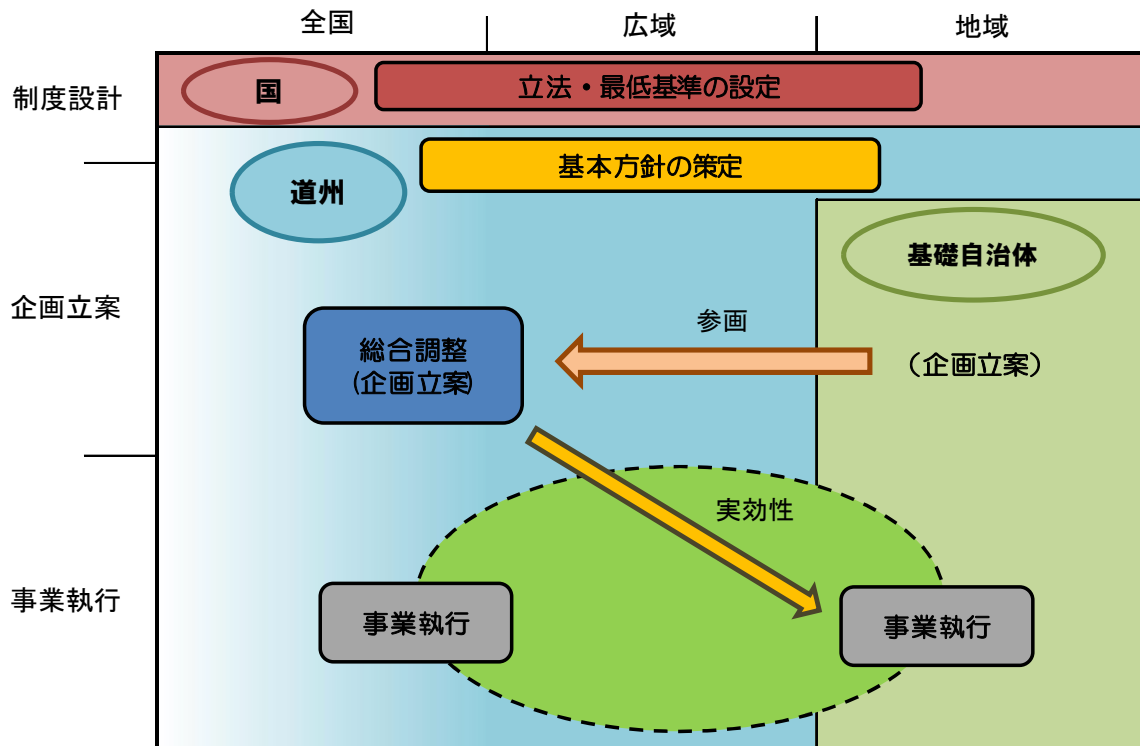 全国
広域
地域
制度設計
国
立法・最低基準の設定
道州
基本方針の策定
基礎自治体
企画立案
総合調整
(企画立案)
参画
（企画立案）
実効性
事業執行
事業執行
事業執行